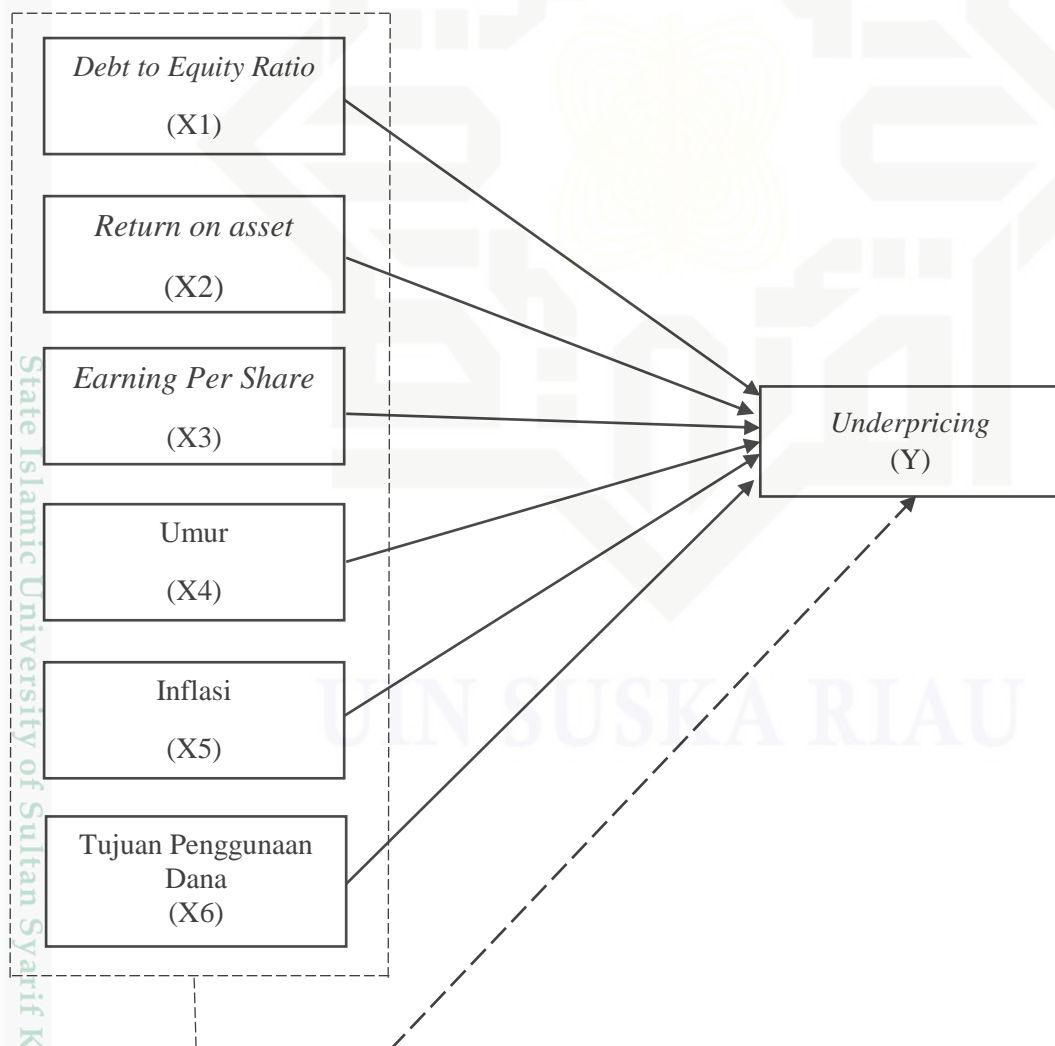 Debt to Equity Ratio
(X1)
Return on asset
(X2)
Earning Per Share
(X3)
Umur
(X4)
Inflasi
(X5)
Tujuan Penggunaan
Dana
(X6)
Underpricing
(Y)
UIN SUSKA RIAU
State Islamic University of Sultan Syarif K